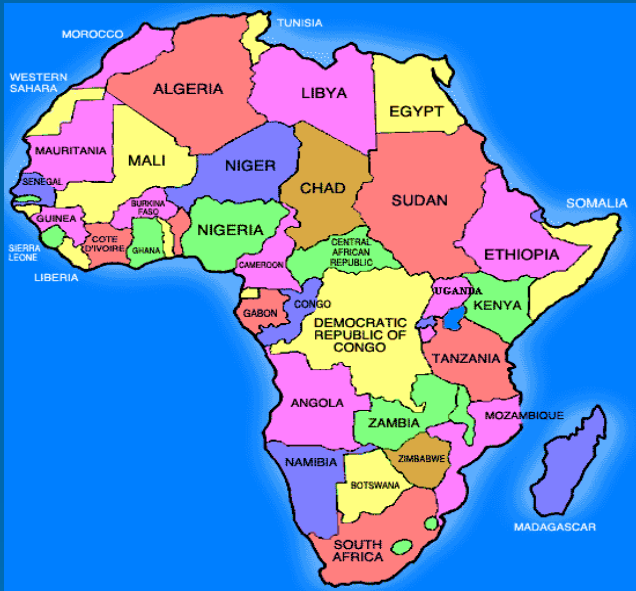 TUNISIA
MOROCCO
WESTERN
SAHARA
ALGERIA
LIBYA
EGYPT
MAURITANIA
MALI
NIGER
CHAD
SUDAN
SENEGAL
BURKINA
FASO
SOMALIA
GUINEA
NIGERIA
ETHIOPIA
SIERRA
LEONE
COTE
D'IVOIRE
GHANA
CENTRAL
AFRICAN
REPUBLIC
LIBERIA
CAMEROON
UGANDA
KENYA
GABON
CONGO
DEMOCRATIC
REPUBLIC OF
CONGO
TANZANIA
ANGOLA
ZAMBIA
MOZAMBIQUE
NAMIBIA
ZIMBABWE
BOTSWANA
MADAGASCAR
SOUTH
AFRICA